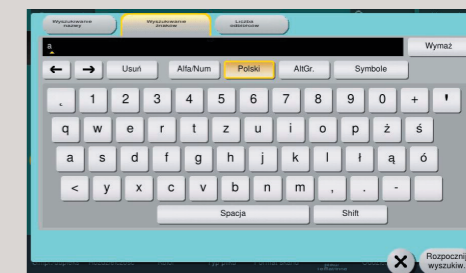 Wyszukiwanie nazwy
Wyszukiwanie znaków
Liczba odbiorców
a
Wymaż
← → Usuń Alfa/Num Polski AltGr. Symbole
˛ 1 2 3 4 5 6 7 8 9 0 + '
q w e r t z u i o p ż ś
a s d f g h j k l ł ą ó
< y x c v b n m , . -
Spacja Shift
Rozpocznij
wyszukiw.